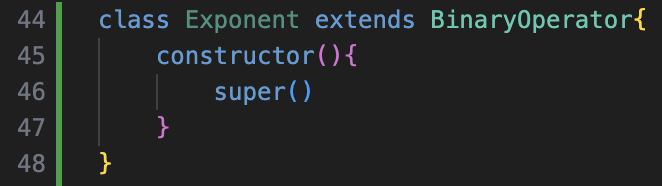 44 class Exponent extends BinaryOperator{
45     constructor(){
46         super()
47     }
48 }